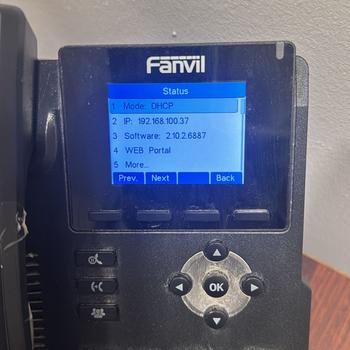 Fanvil
Status
1 Mode: DHCP
2 IP: 192.168.100.37
3 Software: 2.10.2.6887
4 WEB Portal
5 More...
Prev. Next Back
OK